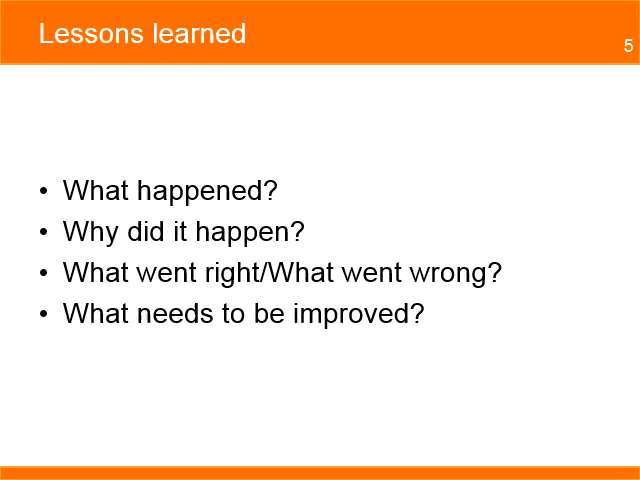 Lessons learned
5
• What happened?
• Why did it happen?
• What went right/What went wrong?
• What needs to be improved?